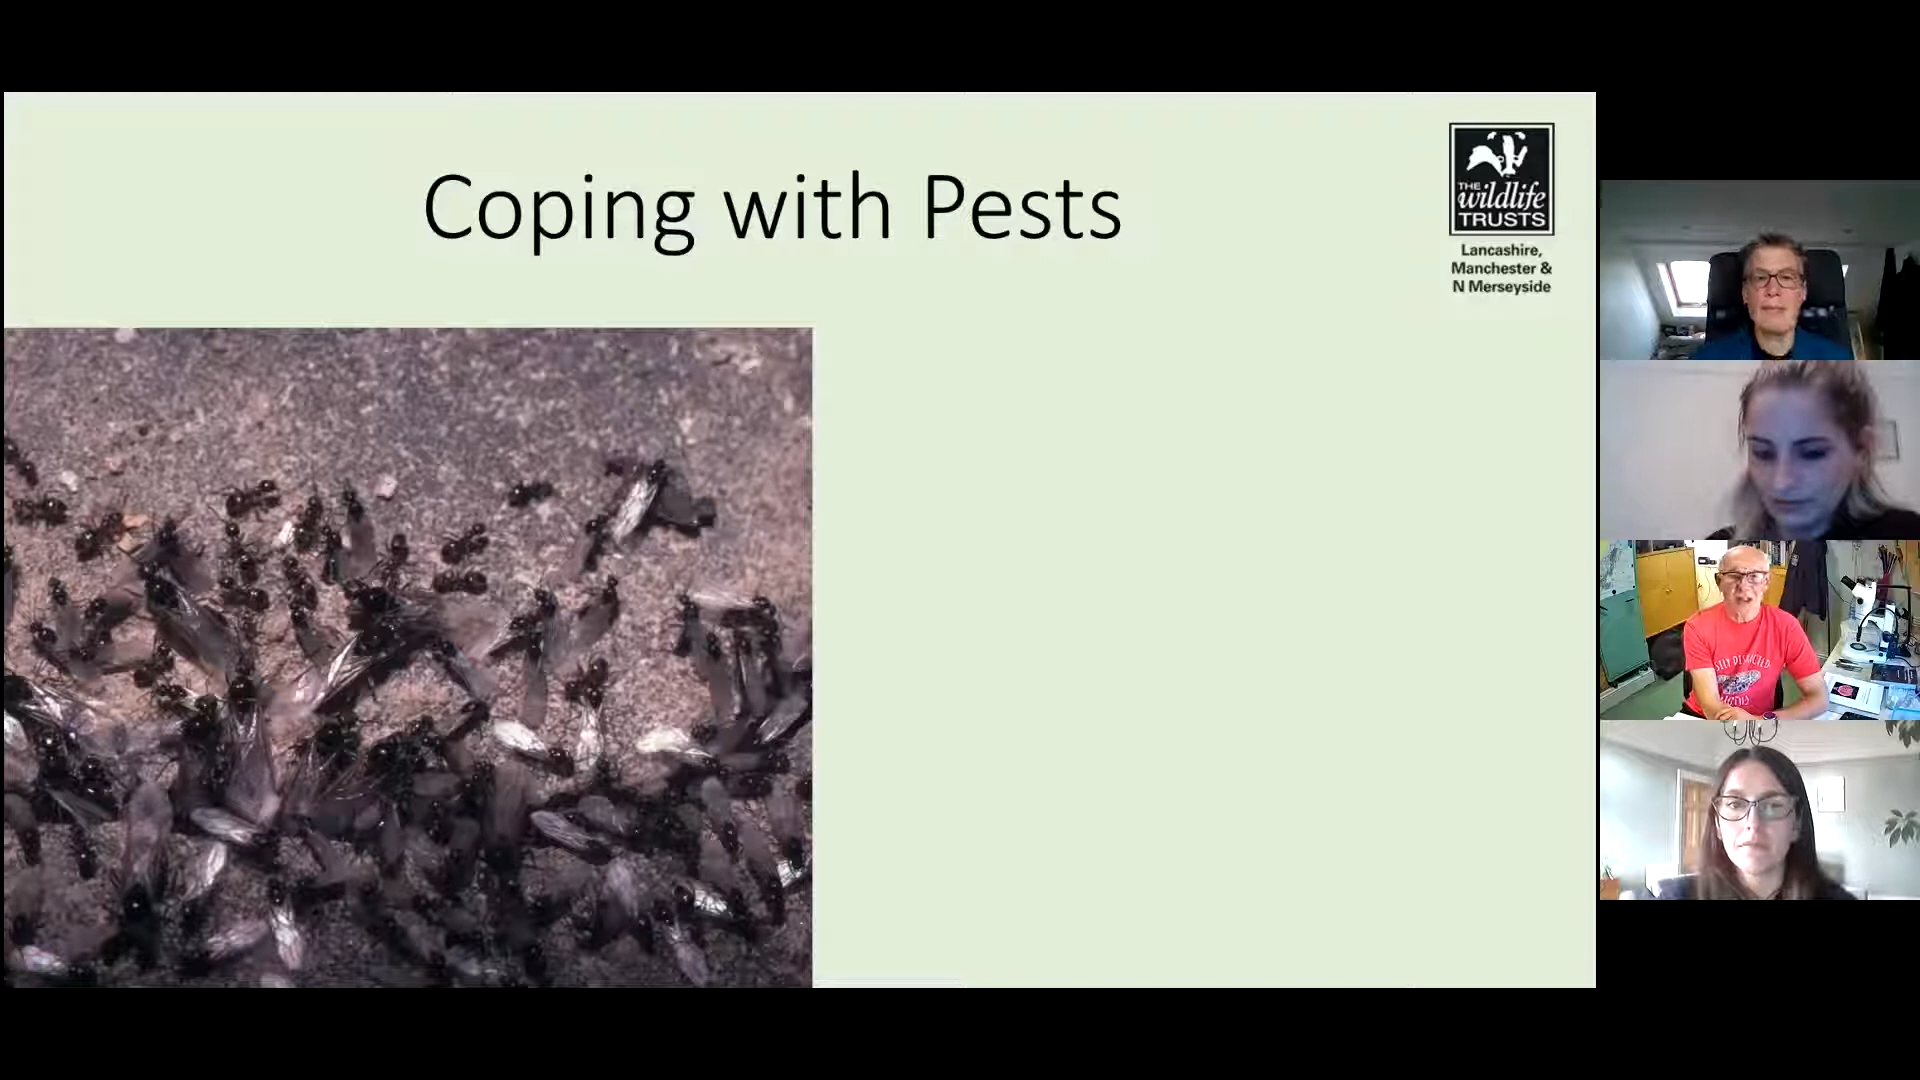 Coping with Pests
THE
wildlife
TRUSTS
Lancashire,
Manchester &
N Merseyside